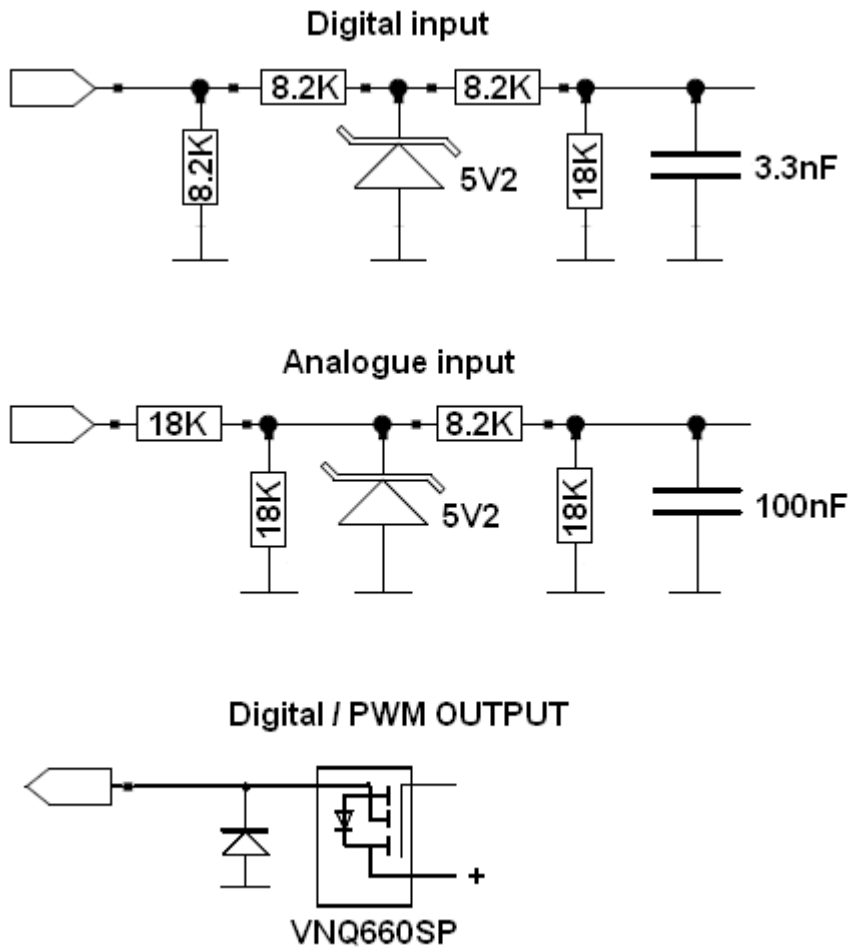 Digital input
8.2K 8.2K
8.2K 5V2 18K 3.3nF
Analogue input
18K 8.2K
18K 5V2 18K 100nF
Digital / PWM OUTPUT
+
VNQ660SP